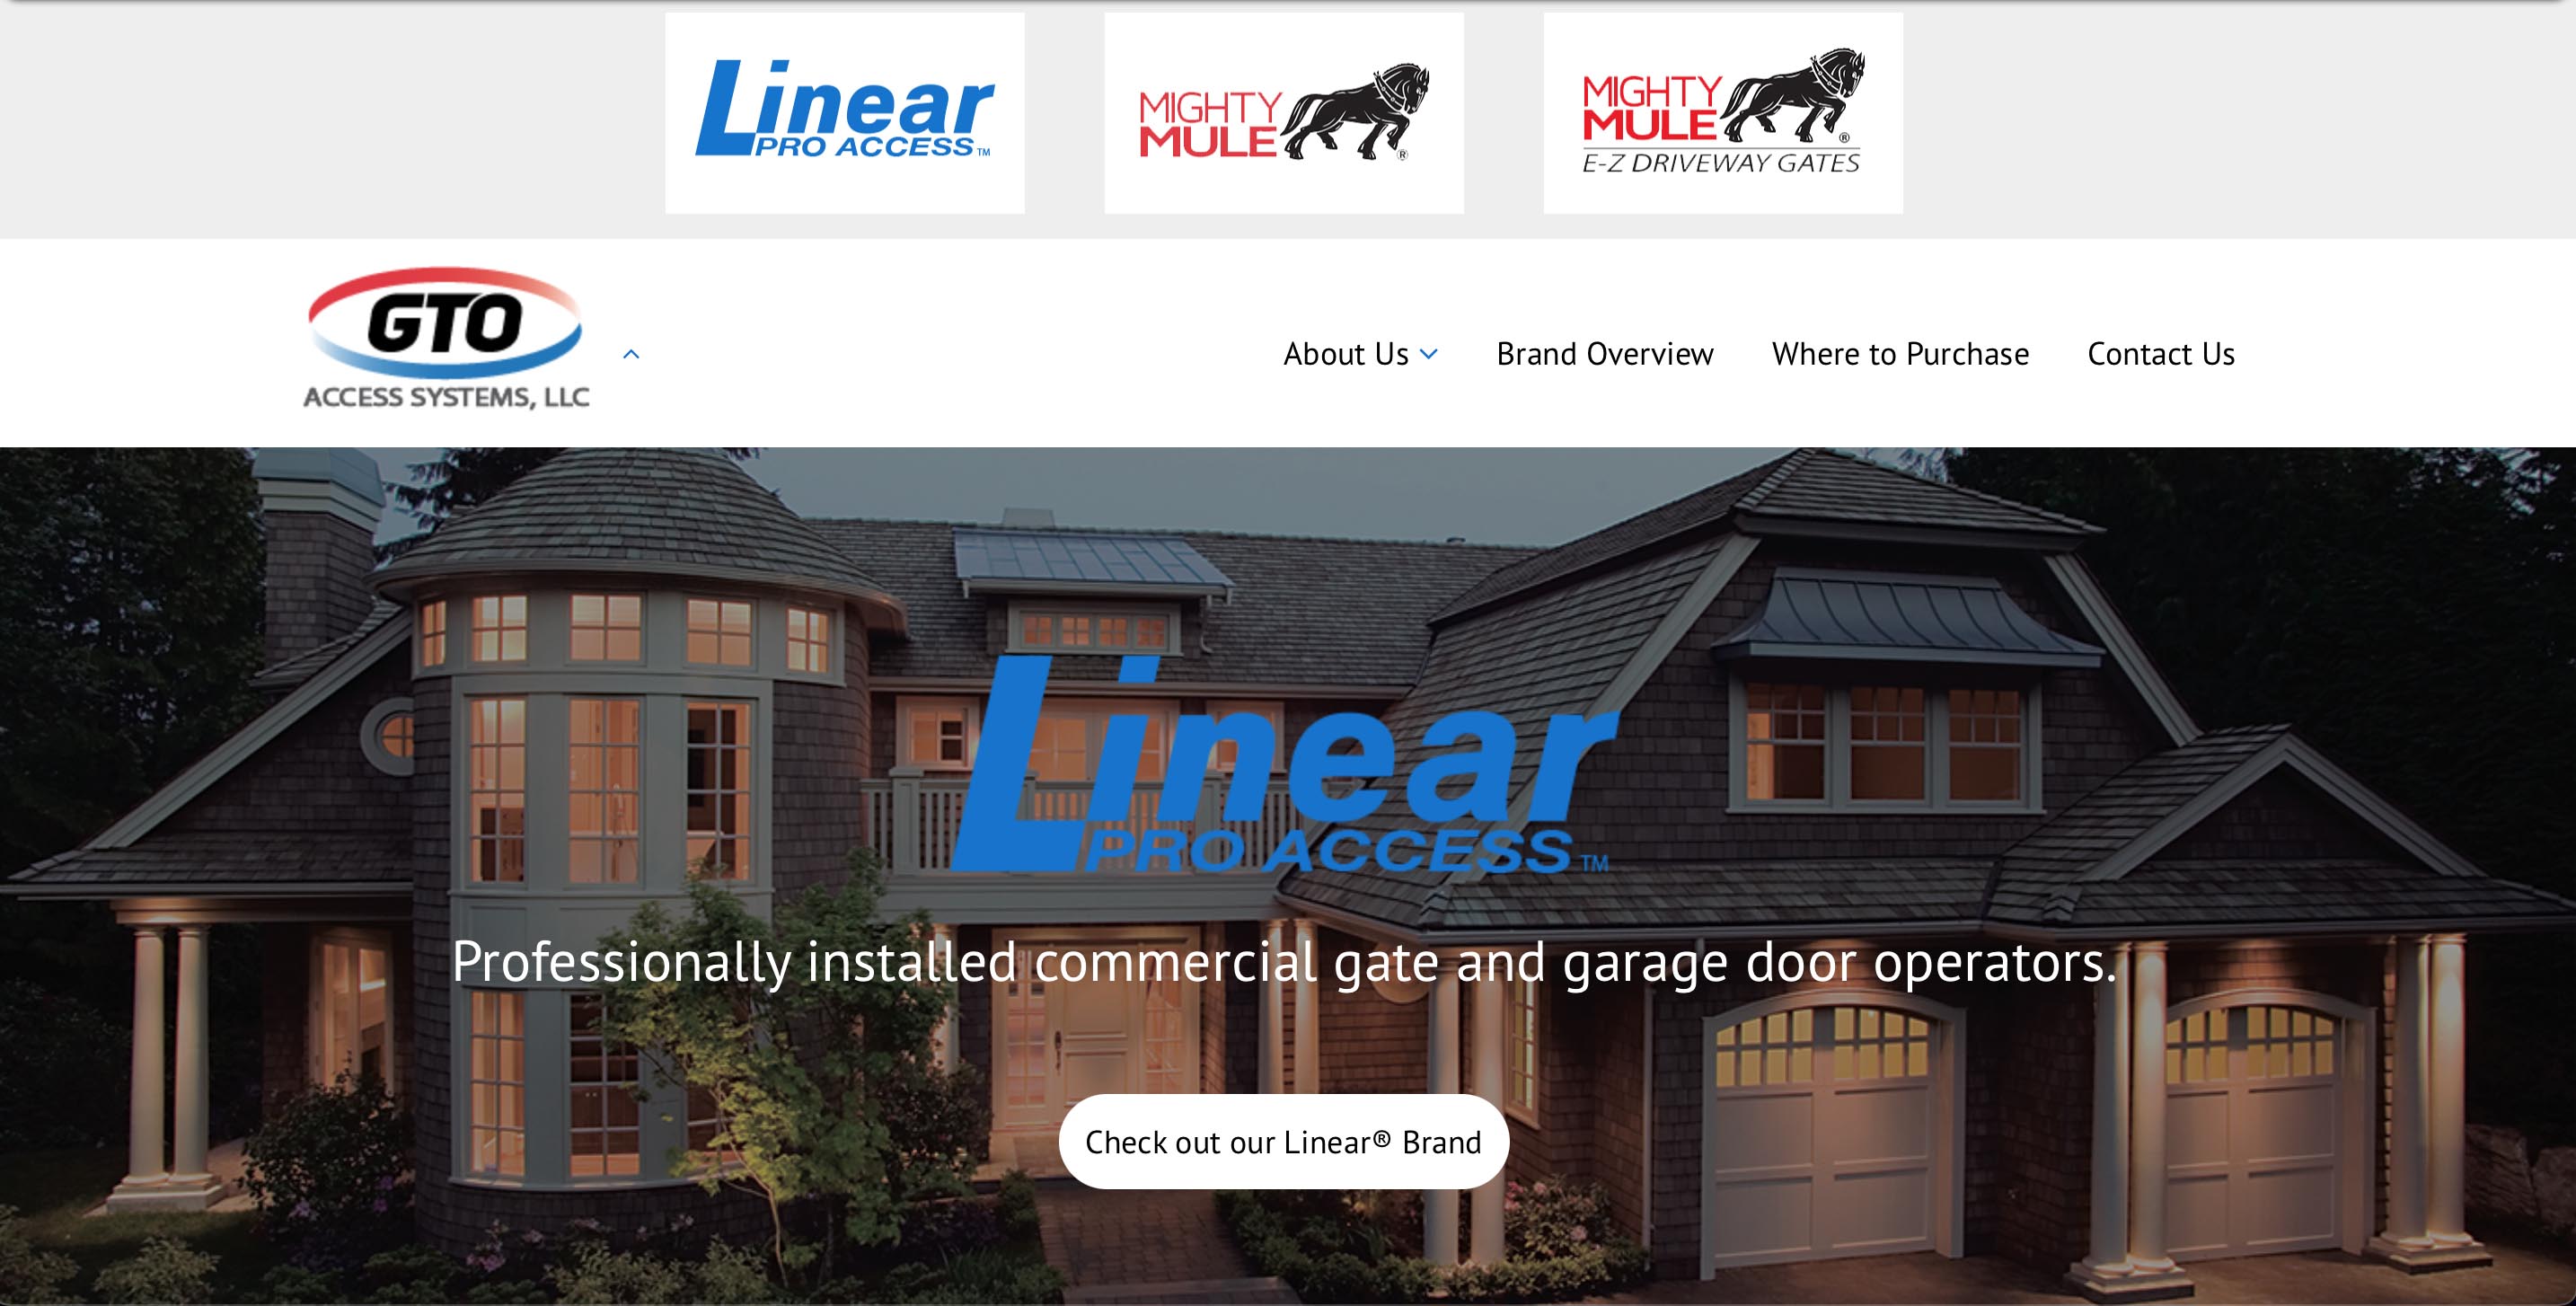 Linear
PRO ACCESS™
MIGHTY
MULE®
MIGHTY
MULE®
E-Z DRIVEWAY GATES
GTO
ACCESS SYSTEMS, LLC
About Us
Brand Overview
Where to Purchase
Contact Us
Linear
PRO ACCESS™
Professionally installed commercial gate and garage door operators.
Check out our Linear® Brand